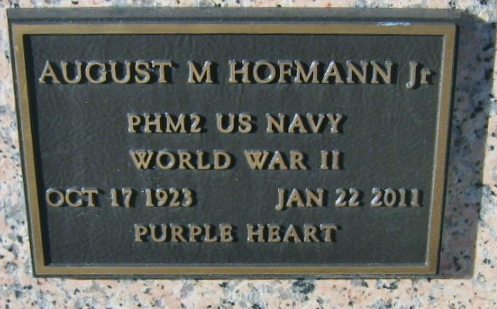 AUGUST M HOFMANN Jr
PHM2 US NAVY
WORLD WAR II
OCT 17 1923 JAN 22 2011
PURPLE HEART